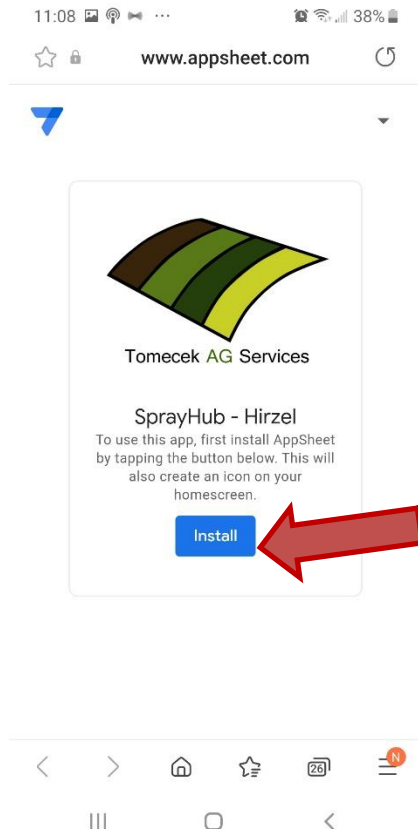 11:08 38%
www.appsheet.com
Tomecek AG Services
SprayHub - Hirzel
To use this app, first install AppSheet
by tapping the button below. This will
also create an icon on your
homescreen.
Install
26
N